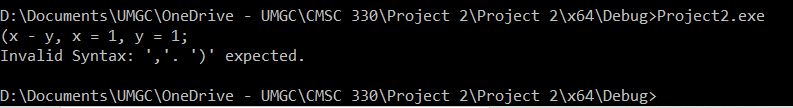 D:\Documents\UMGC\OneDrive - UMGC\CMSC 330\Project 2\Project 2\x64\Debug>Project2.exe
(x - y, x = 1, y = 1;
Invalid Syntax: ','. ')' expected.
D:\Documents\UMGC\OneDrive - UMGC\CMSC 330\Project 2\Project 2\x64\Debug>